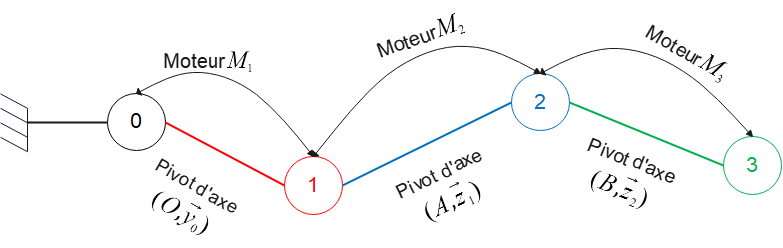 Moteur M₁
Moteur M₂
Moteur M₃
0
1
2
3
Pivot d'axe
(O,y⃗₀)
Pivot d'axe
(A,z⃗₁)
Pivot d'axe
(B,z⃗₂)